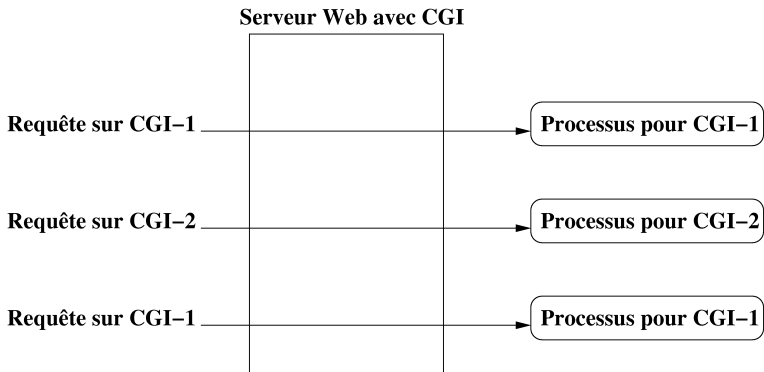 Serveur Web avec CGI
Requête sur CGI−1
Processus pour CGI−1
Requête sur CGI−2
Processus pour CGI−2
Requête sur CGI−1
Processus pour CGI−1